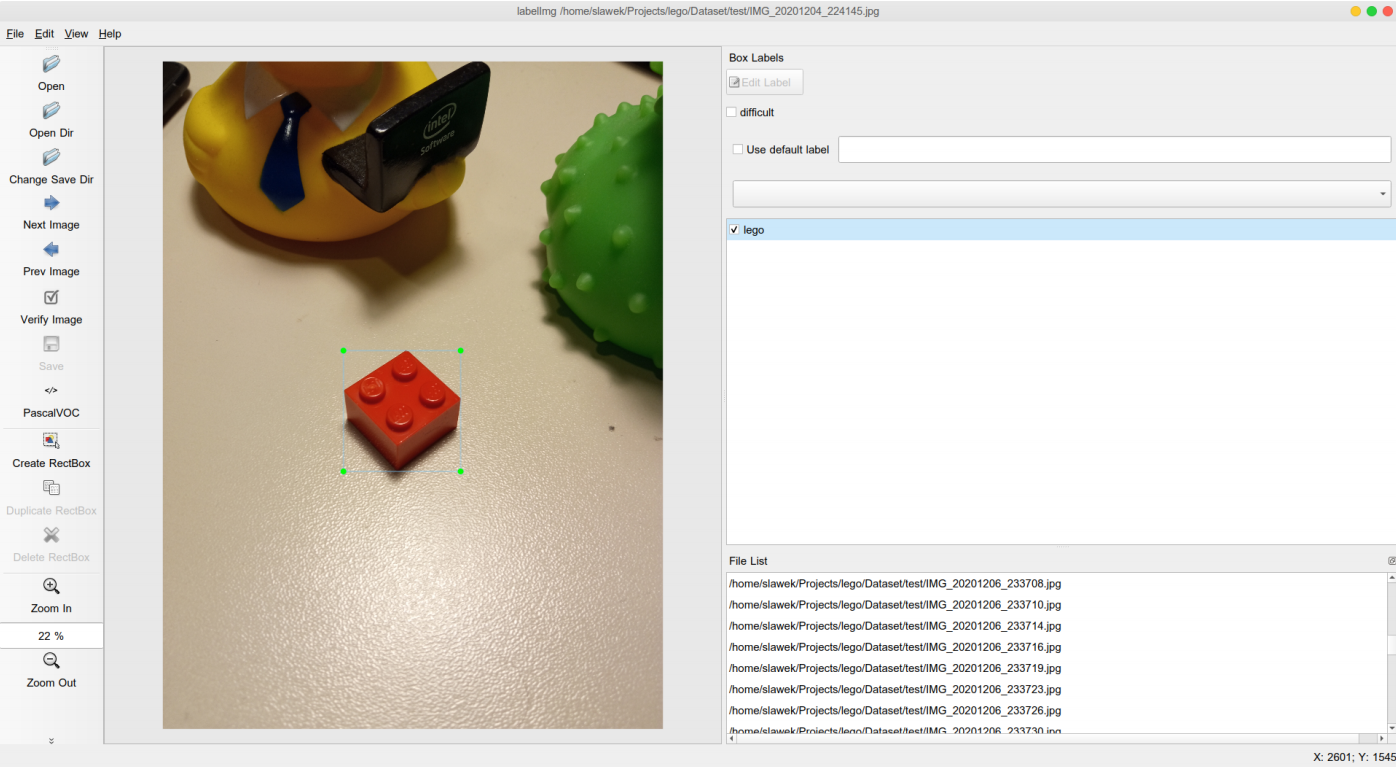 labelImg /home/slawek/Projects/lego/Dataset/test/IMG_20201204_224145.jpg
File Edit View Help
Open
Open Dir
Change Save Dir
Next Image
Prev Image
Verify Image
Save
</>
PascalVOC
Create RectBox
Duplicate RectBox
Delete RectBox
Zoom In
22 %
Zoom Out
intel
Software
Box Labels
Edit Label
difficult
Use default label
lego
File List
/home/slawek/Projects/lego/Dataset/test/IMG_20201206_233708.jpg
/home/slawek/Projects/lego/Dataset/test/IMG_20201206_233710.jpg
/home/slawek/Projects/lego/Dataset/test/IMG_20201206_233714.jpg
/home/slawek/Projects/lego/Dataset/test/IMG_20201206_233716.jpg
/home/slawek/Projects/lego/Dataset/test/IMG_20201206_233719.jpg
/home/slawek/Projects/lego/Dataset/test/IMG_20201206_233723.jpg
/home/slawek/Projects/lego/Dataset/test/IMG_20201206_233726.jpg
/home/slawek/Projects/lego/Dataset/test/IMG_20201206_233730.jpg
X: 2601; Y: 1545